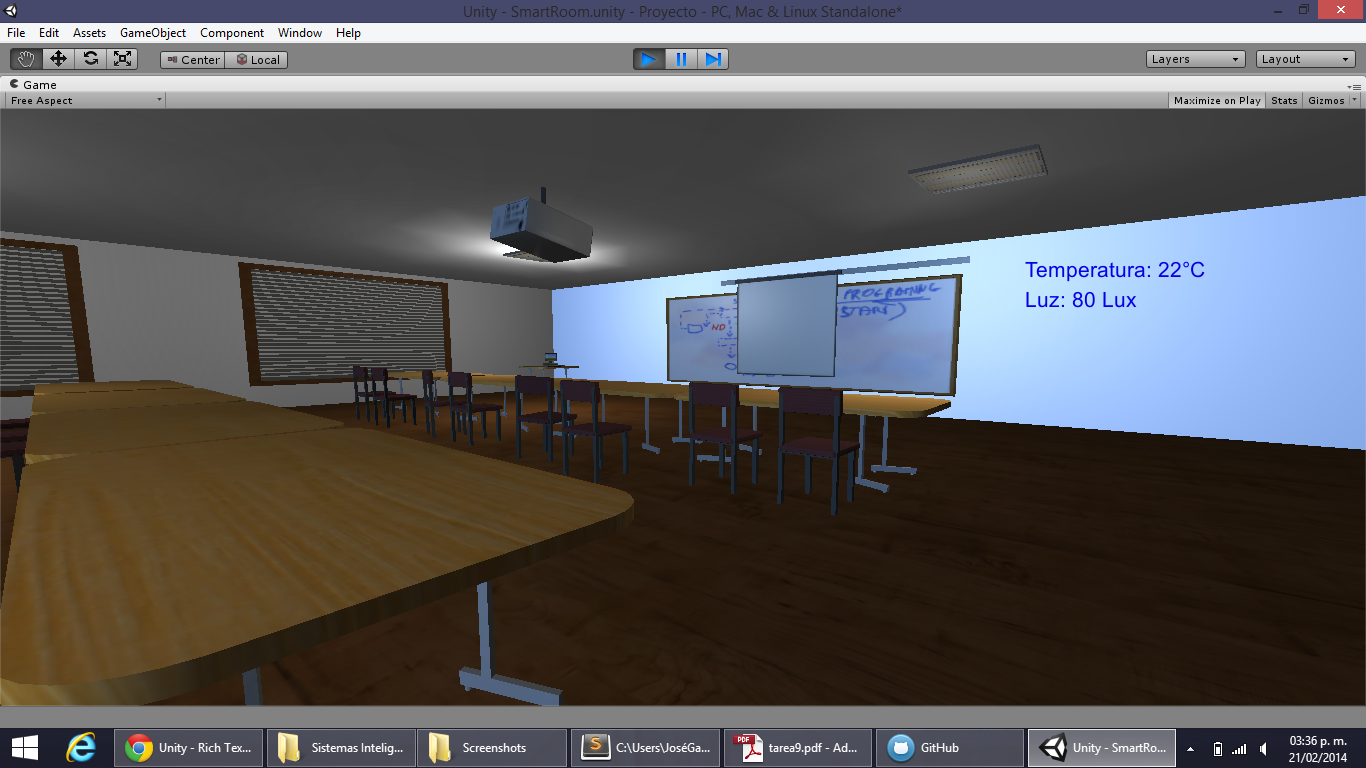 Unity - SmartRoom.unity - Proyecto - PC, Mac & Linux Standalone*
File Edit Assets GameObject Component Window Help
Center Local Layers Layout
Game
Free Aspect Maximize on Play Stats Gizmos
Temperatura: 22°C
Luz: 80 Lux
PROGRAMING
START)
ND
Unity - Rich Tex... Sistemas Intelig... Screenshots C:\Users\JoséGa... tarea9.pdf - Ad... GitHub Unity - SmartRo... 03:36 p. m.
21/02/2014